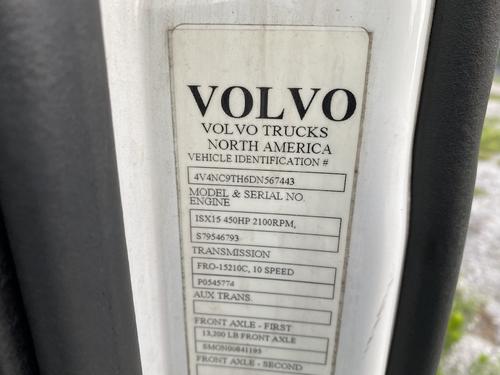 VOLVO
VOLVO TRUCKS
NORTH AMERICA
VEHICLE IDENTIFICATION #
4V4NC9TH6DN567443
MODEL & SERIAL NO.
ENGINE
ISX15 450HP 2100RPM,
S79546793
TRANSMISSION
FRO-15210C, 10 SPEED
P0545774
AUX TRANS.
FRONT AXLE - FIRST
13,200 LB FRONT AXLE
SMON00841195
FRONT AXLE - SECOND